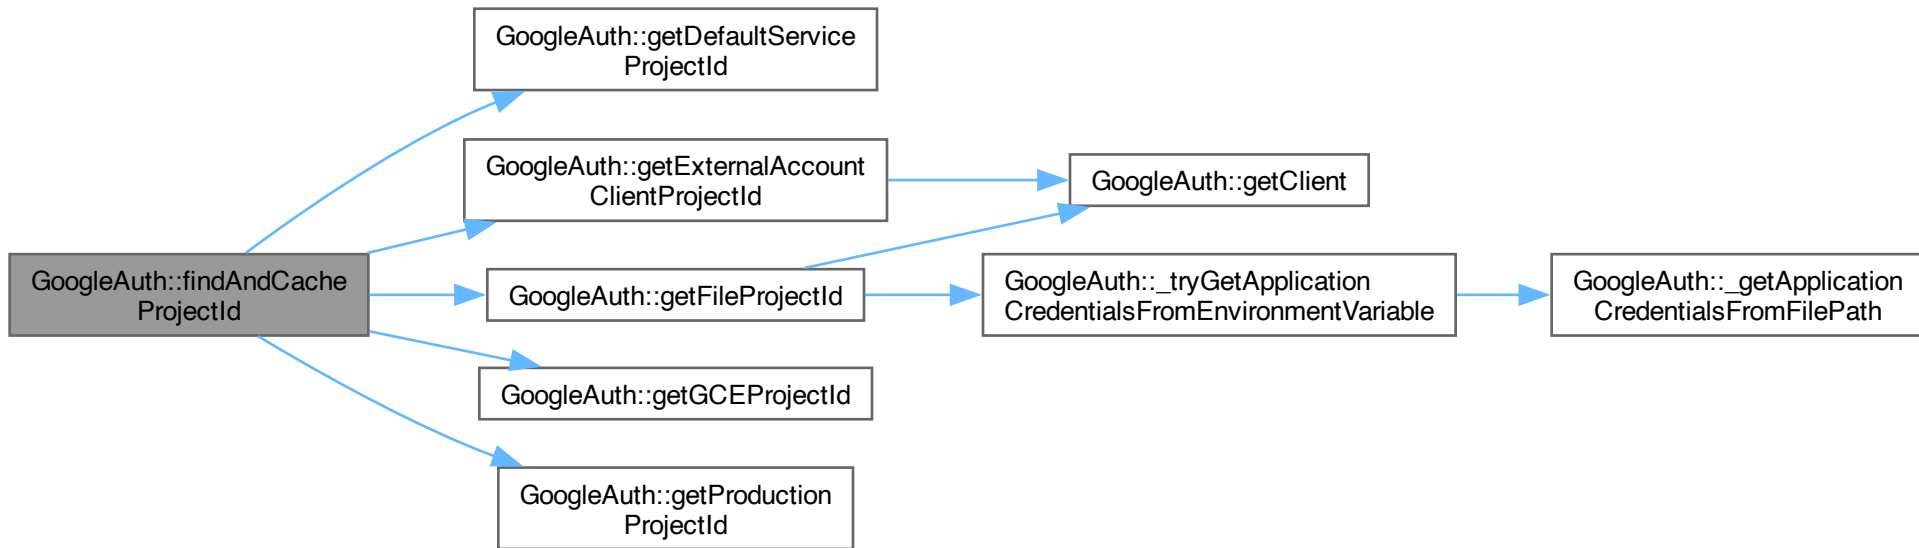 GoogleAuth::getDefaultService
ProjectId
GoogleAuth::getExternalAccount
ClientProjectId
GoogleAuth::getClient
GoogleAuth::findAndCache
ProjectId
GoogleAuth::getFileProjectId
GoogleAuth::_tryGetApplication
CredentialsFromEnvironmentVariable
GoogleAuth::_getApplication
CredentialsFromFilePath
GoogleAuth::getGCEProjectId
GoogleAuth::getProduction
ProjectId